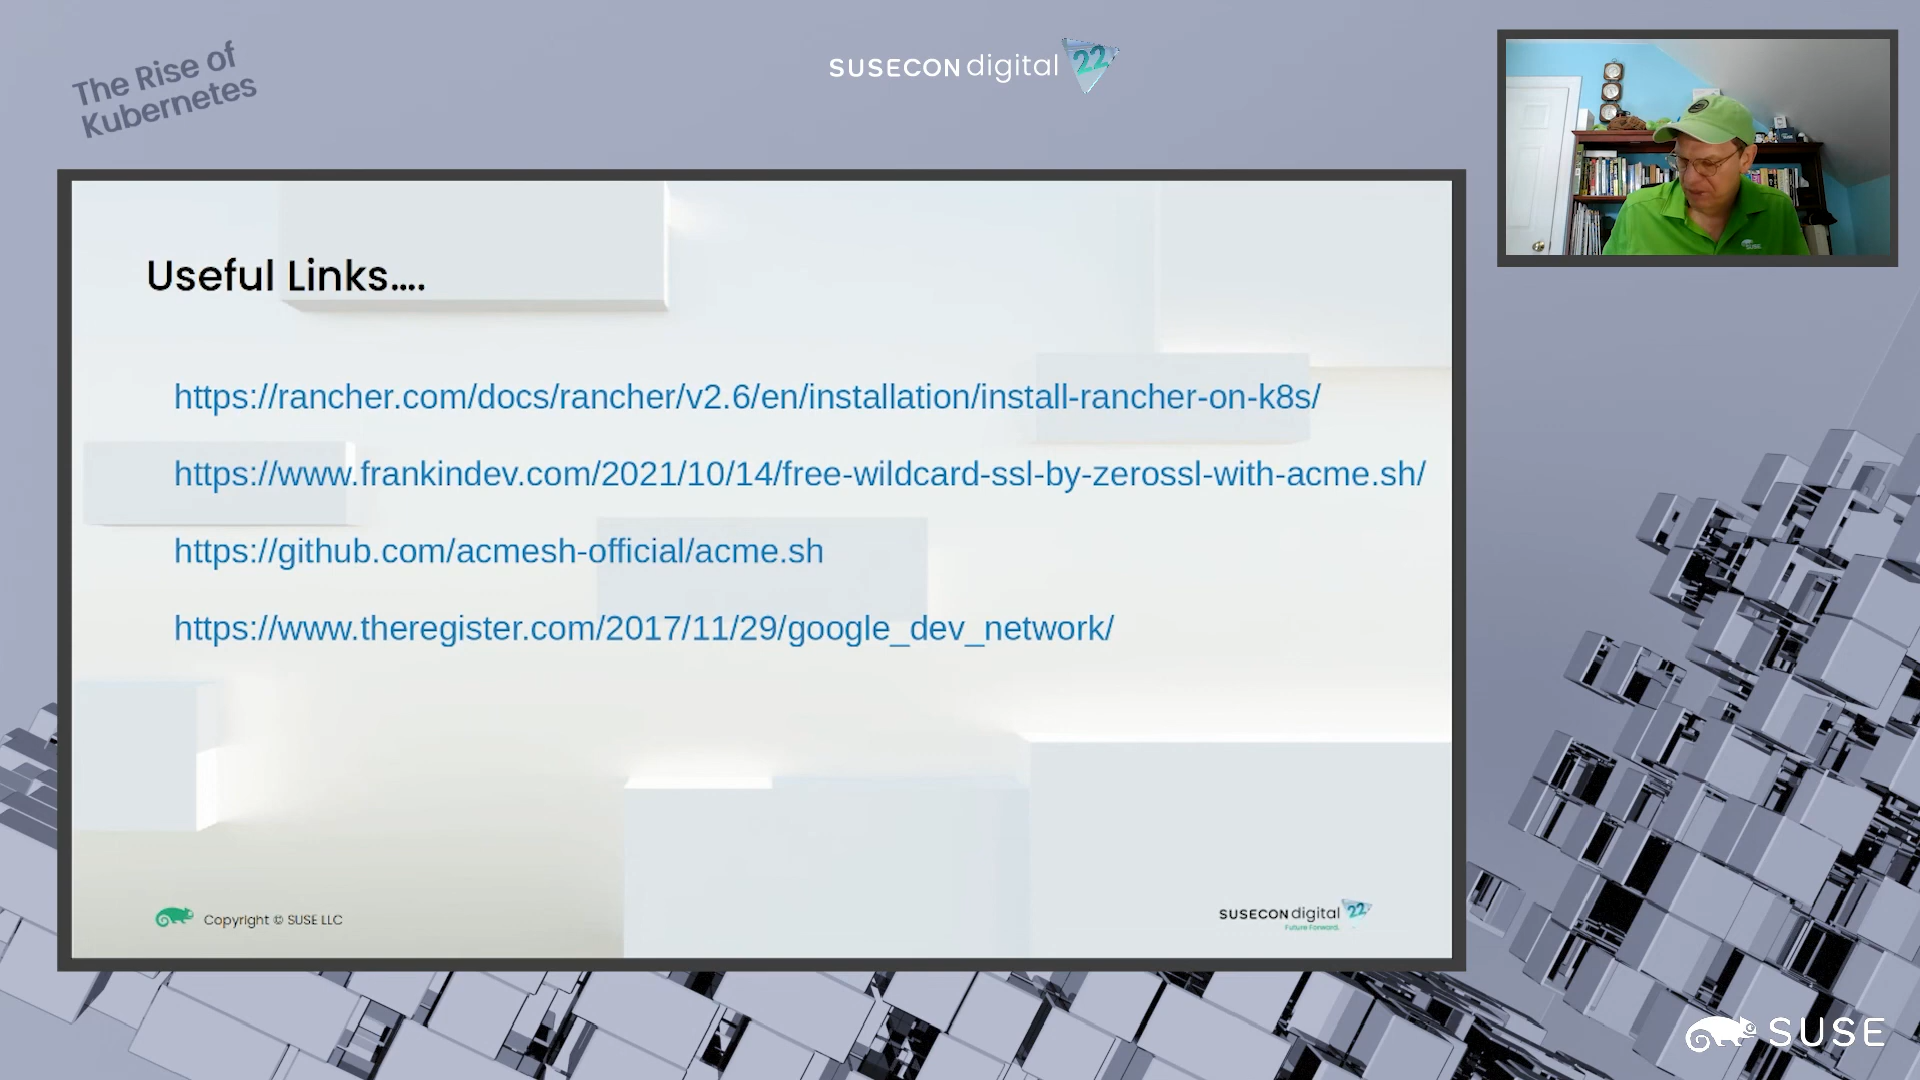 The Rise of
Kubernetes
SUSECON digital 22
Useful Links....
https://rancher.com/docs/rancher/v2.6/en/installation/install-rancher-on-k8s/
https://www.frankindev.com/2021/10/14/free-wildcard-ssl-by-zerossl-with-acme.sh/
https://github.com/acmesh-official/acme.sh
https://www.theregister.com/2017/11/29/google_dev_network/
Copyright © SUSE LLC
SUSECON digital 22
Future Forward.
SUSE